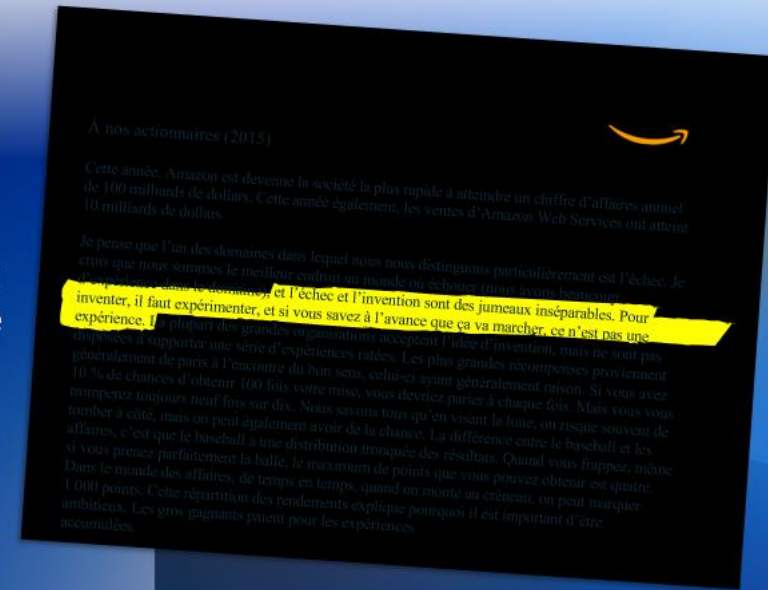 À nos actionnaires (2015)
Cette année, Amazon est devenue la société la plus rapide à atteindre un chiffre d'affaires annuel
de 100 milliards de dollars. Cette année également, les ventes d'Amazon Web Services ont atteint
10 milliards de dollars.
Je pense que l'un des domaines dans lequel nous nous distinguons particulièrement est l'échec. Je
crois que nous sommes le meilleur endroit au monde où échouer (nous avons beaucoup
d'expérience dans le domaine), et l'échec et l'invention sont des jumeaux inséparables. Pour
inventer, il faut expérimenter, et si vous savez à l'avance que ça va marcher, ce n'est pas une
expérience. La plupart des grandes organisations acceptent l'idée d'invention, mais ne sont pas
disposées à supporter une série d'expériences ratées. Les plus grandes récompenses proviennent
généralement de paris à l'encontre du bon sens, celui-ci ayant généralement raison. Si vous avez
10 % de chances d'obtenir 100 fois votre mise, vous devriez parier à chaque fois. Mais vous vous
tromperez toujours neuf fois sur dix. Nous savons tous qu'en visant la lune, on risque souvent de
tomber à côté, mais on peut également avoir de la chance. La différence entre le baseball et les
affaires, c'est que le baseball a une distribution tronquée des résultats. Quand vous frappez, même
si vous prenez parfaitement la balle, le maximum de points que vous pouvez obtenir est quatre.
Dans le monde des affaires, de temps en temps, quand on monte au créneau, on peut marquer
1 000 points. Cette répartition des rendements explique pourquoi il est important d'être
ambitieux. Les gros gagnants paient pour les expériences
accumulées.